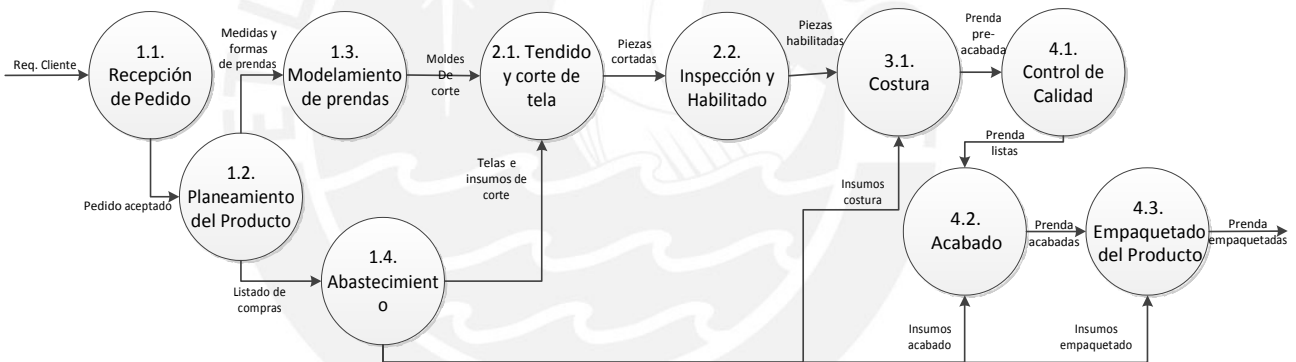 Req. Cliente
1.1.
Recepción
de Pedido
Pedido aceptado
1.2.
Planeamiento
del Producto
Medidas y
formas
de prendas
1.3.
Modelamiento
de prendas
Moldes
De
corte
Listado de
compras
1.4.
Abastecimient
o
Telas e
insumos de
corte
2.1. Tendido
y corte de
tela
Piezas
cortadas
2.2.
Inspección y
Habilitado
Piezas
habilitadas
Insumos
costura
3.1.
Costura
Prenda
pre-
acabada
4.1.
Control de
Calidad
Prenda
listas
4.2.
Acabado
Insumos
acabado
Prenda
acabadas
4.3.
Empaquetado
del Producto
Insumos
empaquetado
Prenda
empaquetadas